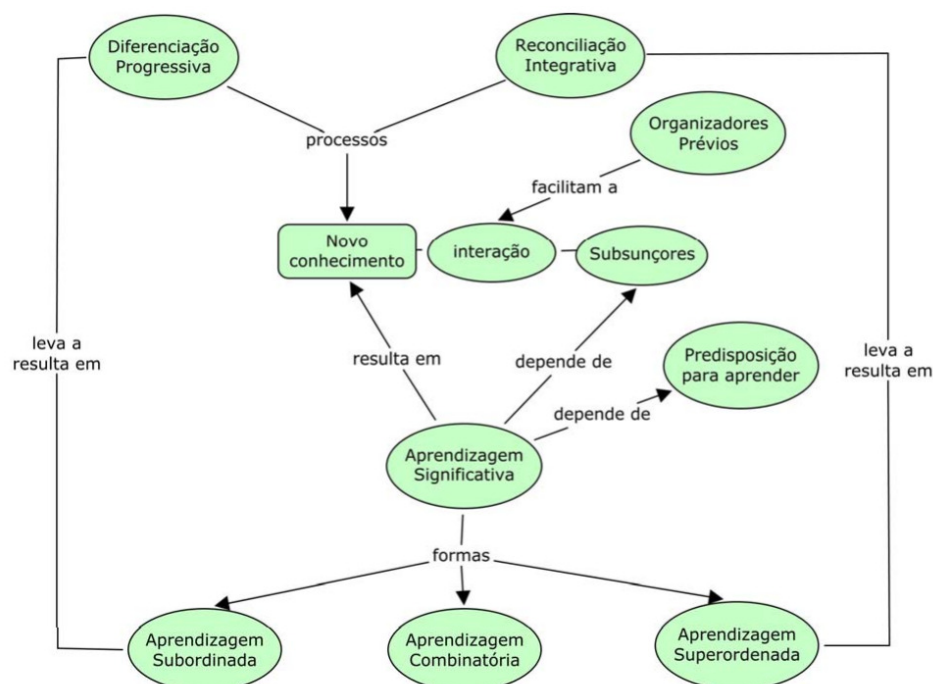 Diferenciação
Progressiva
Reconciliação
Integrativa
Organizadores
Prévios
processos
facilitam a
Novo
conhecimento
interação
Subsunçores
leva a
resulta em
resulta em
depende de
Predisposição
para aprender
leva a
resulta em
depende de
Aprendizagem
Significativa
formas
Aprendizagem
Subordinada
Aprendizagem
Combinatória
Aprendizagem
Superordenada